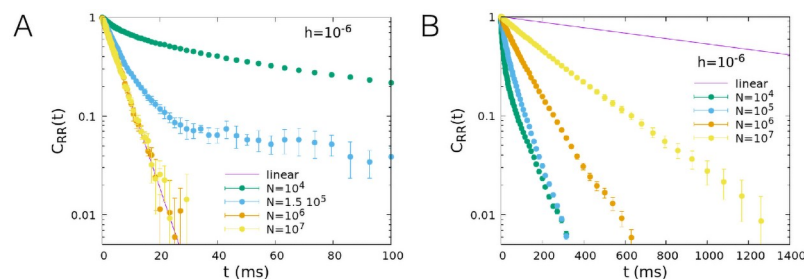 A
h=10⁻⁶
C_RR(t)
1.0
0.1
0.01
linear
N=10⁴
N=1.5 10⁵
N=10⁶
N=10⁷
0 20 40 60 80 100
t (ms)
B
h=10⁻⁶
C_RR(t)
1.0
0.1
0.01
linear
N=10⁴
N=10⁵
N=10⁶
N=10⁷
0 200 400 600 800 1000 1200 1400
t (ms)